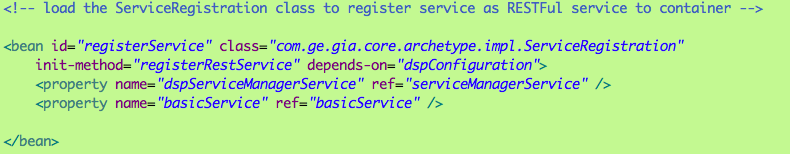 <!-- load the ServiceRegistration class to register service as RESTFul service to container -->
<bean id="registerService" class="com.ge.gia.core.archetype.impl.ServiceRegistration"
init-method="registerRestService" depends-on="dspConfiguration">
<property name="dspServiceManagerService" ref="serviceManagerService" />
<property name="basicService" ref="basicService" />
</bean>